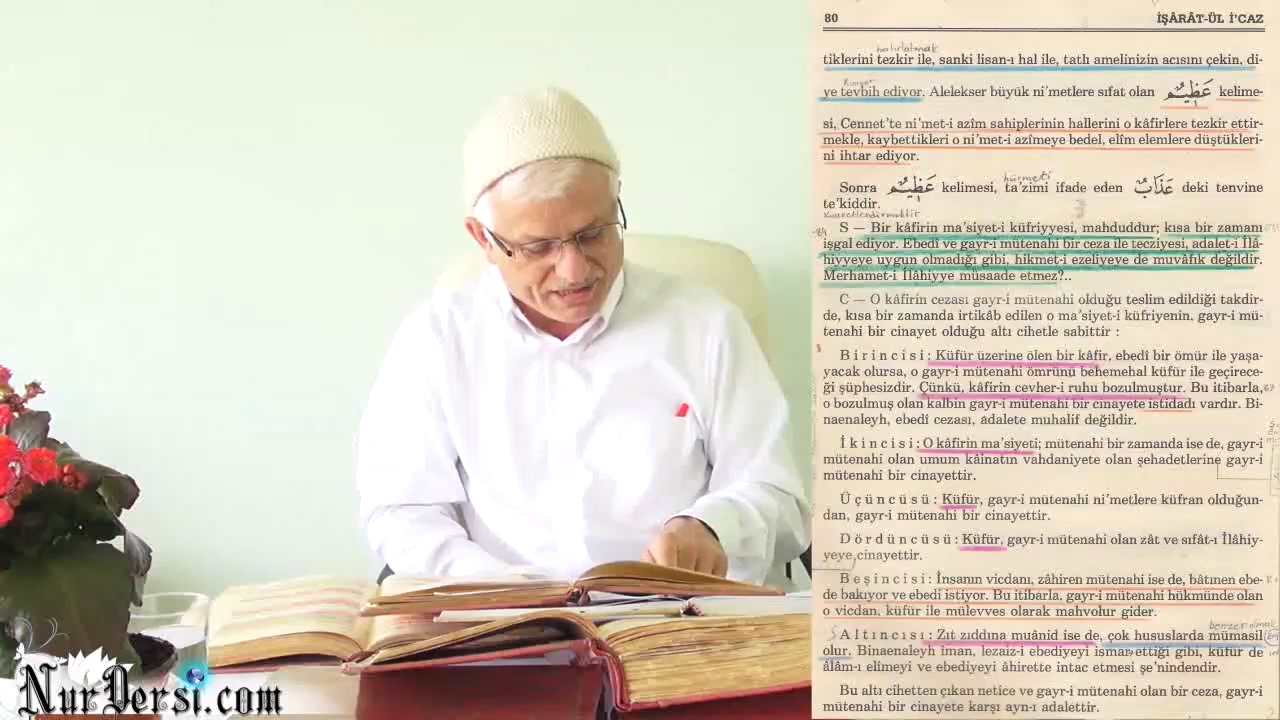 80 İŞÂRÂT-ÜL İ'CAZ
hatırlatmak
tiklerini tezkir ile, sanki lisan-ı hal ile, tatlı amelinizin acısını çekin, di-
ye tevbih ediyor. Alelekser büyük ni'metlere sıfat olan عَظِيمٌ kelime-
si, Cennet'te ni'met-i azîm sahiplerinin hallerini o kâfirlere tezkir ettir-
mekle, kaybettikleri o ni'met-i azîmeye bedel, elîm elemlere düştükleri-
ni ihtar ediyor.
hürmeti
Sonra عَظِيمٌ kelimesi, ta'zimi ifade eden عَذَابٌ deki tenvine
te'kiddir.
Kuvvetlendirmektir
S — Bir kâfirin ma'siyet-i küfriyyesi, mahduddur; kısa bir zamanı
işgal ediyor. Ebedî ve gayr-i mütenahi bir ceza ile tecziyesi, adalet-i İlâ-
hiyyeye uygun olmadığı gibi, hikmet-i ezeliyeye de muvâfık değildir.
Merhamet-i İlâhiyye müsaade etmez?..
C — O kâfirin cezası gayr-i mütenahi olduğu teslim edildiği takdir-
de, kısa bir zamanda irtikâb edilen o ma'siyet-i küfriyenin, gayr-i mü-
tenahi bir cinayet olduğu altı cihetle sabittir :
Birincisi : Küfür üzerine ölen bir kâfir, ebedî bir ömür ile yaşa-
yacak olursa, o gayr-i mütenahi ömrünü behemehal küfür ile geçirece-
ği şüphesizdir. Çünkü, kâfirin cevher-i ruhu bozulmuştur. Bu itibarla,
o bozulmuş olan kalbin gayr-i mütenahi bir cinayete istidadı vardır. Bi-
naenaleyh, ebedî cezası, adalete muhalif değildir.
İkincisi : O kâfirin ma'siyeti; mütenahi bir zamanda ise de, gayr-i
mütenahi olan umum kâinatın vahdaniyete olan şehadetlerine gayr-i
mütenahi bir cinayettir.
Üçüncüsü : Küfür, gayr-i mütenahi ni'metlere küfran olduğun-
dan, gayr-i mütenahi bir cinayettir.
Dördüncüsü : Küfür, gayr-i mütenahi olan zât ve sıfât-ı İlâhiy-
yeye cinayettir.
Beşincisi : İnsanın vicdanı, zâhiren mütenahi ise de, bâtınen ebe-
de bakıyor ve ebedi istiyor. Bu itibarla, gayr-i mütenahi hükmünde olan
o vicdan, küfür ile mülevves olarak mahvolur gider.
benzer olmak
Altıncısı : Zıt zıddına muânid ise de, çok hususlarda mümasil
olur. Binaenaleyh iman, lezaiz-i ebediyeyi ismar ettiği gibi, küfür de
âlâm-ı elîmeyi ve ebediyeyi âhirette intac etmesi şe'nindendir.
Bu altı cihetten çıkan netice ve gayr-i mütenahi olan bir ceza, gayr-i
mütenahi bir cinayete karşı ayn-ı adalettir.
NurDersi.com